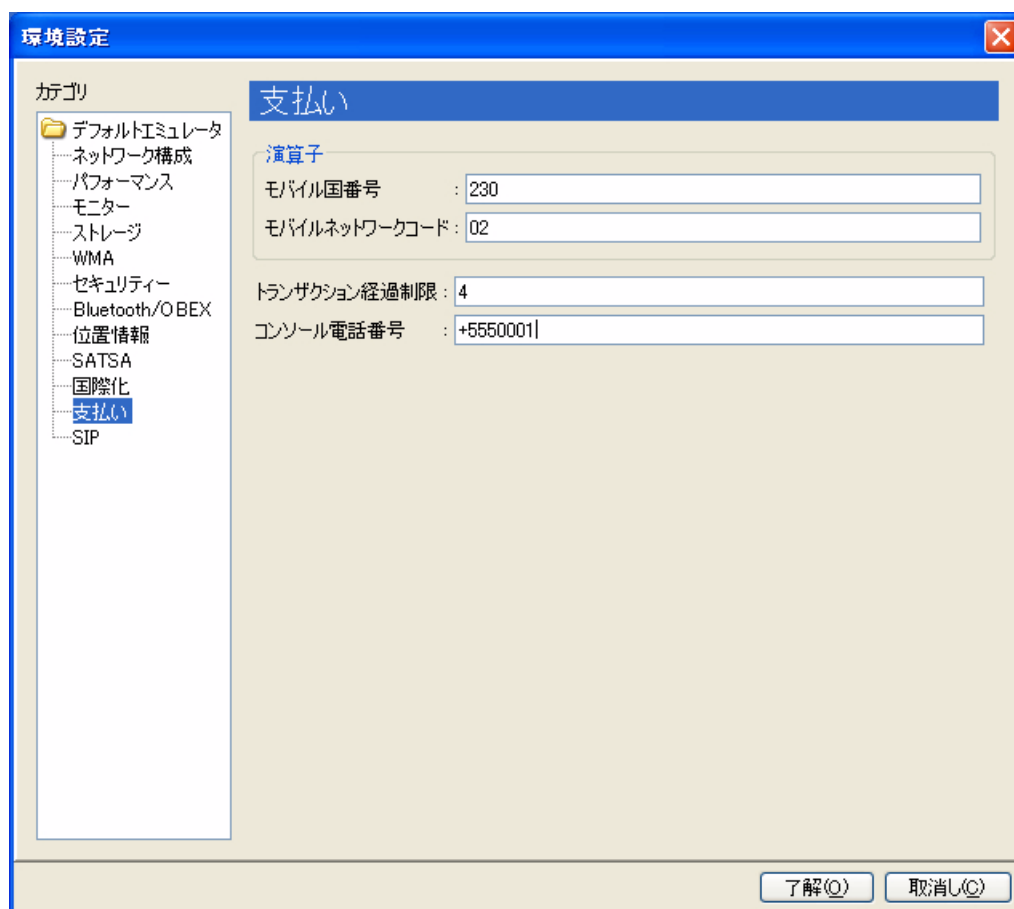 環境設定
カテゴリ
デフォルトエミュレータ
ネットワーク構成
パフォーマンス
モニター
ストレージ
WMA
セキュリティー
Bluetooth/OBEX
位置情報
SATSA
国際化
支払い
SIP
支払い
演算子
モバイル国番号 : 230
モバイルネットワークコード : 02
トランザクション経過制限 : 4
コンソール電話番号 : +5550001
了解(O) 取消し(C)